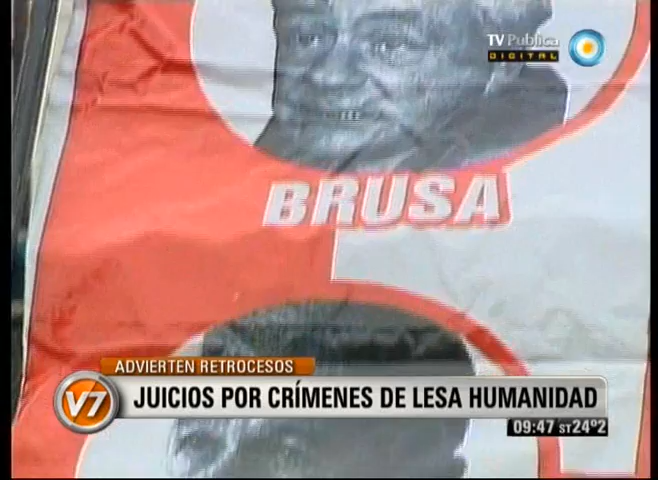 TV Pública
DIGITAL
BRUSA
ADVIERTEN RETROCESOS
V7
JUICIOS POR CRÍMENES DE LESA HUMANIDAD
09:47 ST 24º2